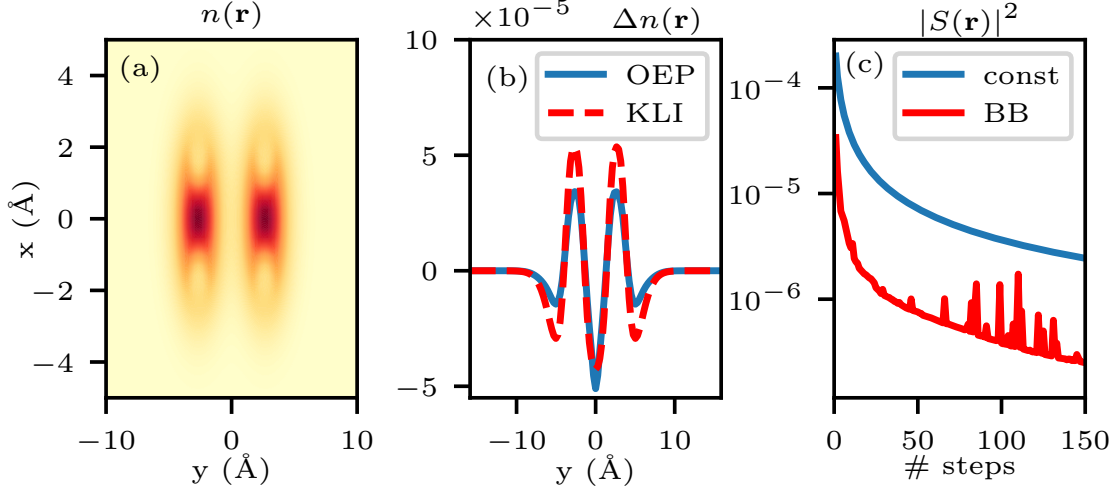 n(r)
(a)
4
2
0
−2
−4
x (Å)
−10
0
10
y (Å)
×10⁻⁵
Δn(r)
(b)
OEP
KLI
5
0
−5
−10
0
10
y (Å)
|S(r)|²
(c)
const
BB
10⁻⁴
10⁻⁵
10⁻⁶
0
50
100
150
# steps